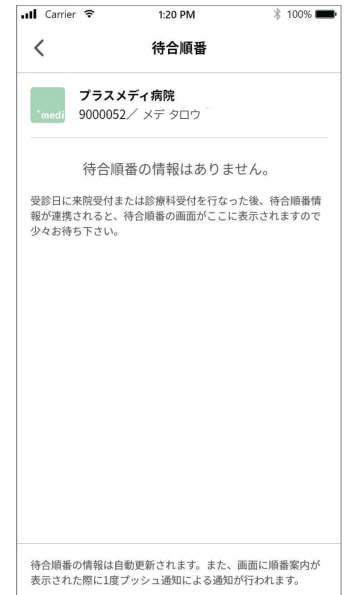 Carrier 1:20 PM 100%
待合順番
プラスメディ病院
+medi 9000052／ メデ タロウ
待合順番の情報はありません。
受診日に来院受付または診療科受付を行なった後、待合順番情
報が連携されると、待合順番の画面がここに表示されますので
少々お待ち下さい。
待合順番の情報は自動更新されます。また、画面に順番案内が
表示された際に1度プッシュ通知による通知が行われます。